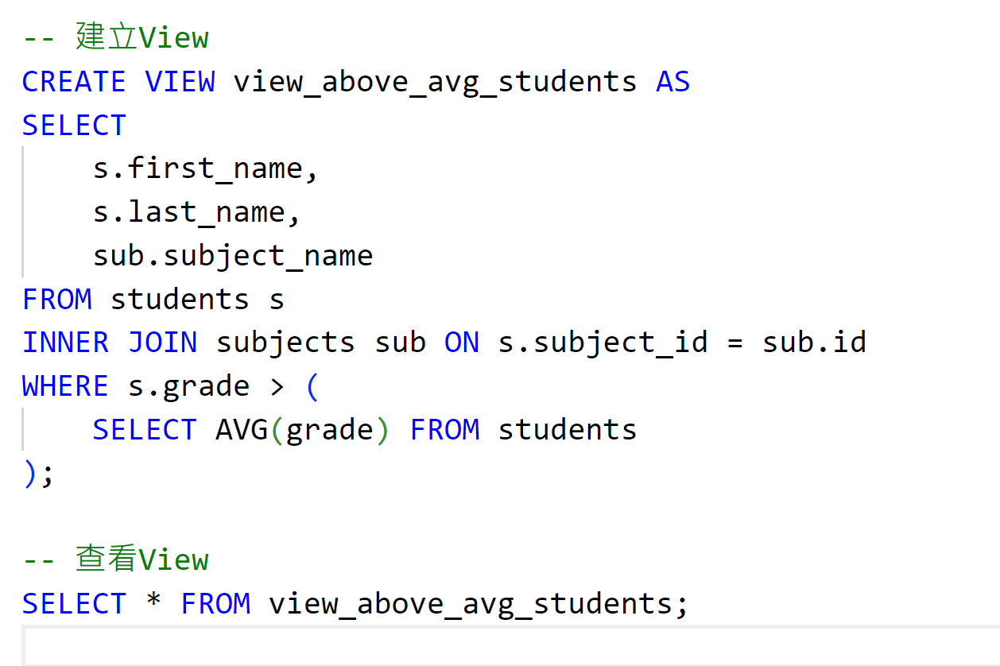 -- 建立View
CREATE VIEW view_above_avg_students AS
SELECT
    s.first_name,
    s.last_name,
    sub.subject_name
FROM students s
INNER JOIN subjects sub ON s.subject_id = sub.id
WHERE s.grade > (
    SELECT AVG(grade) FROM students
);

-- 查看View
SELECT * FROM view_above_avg_students;